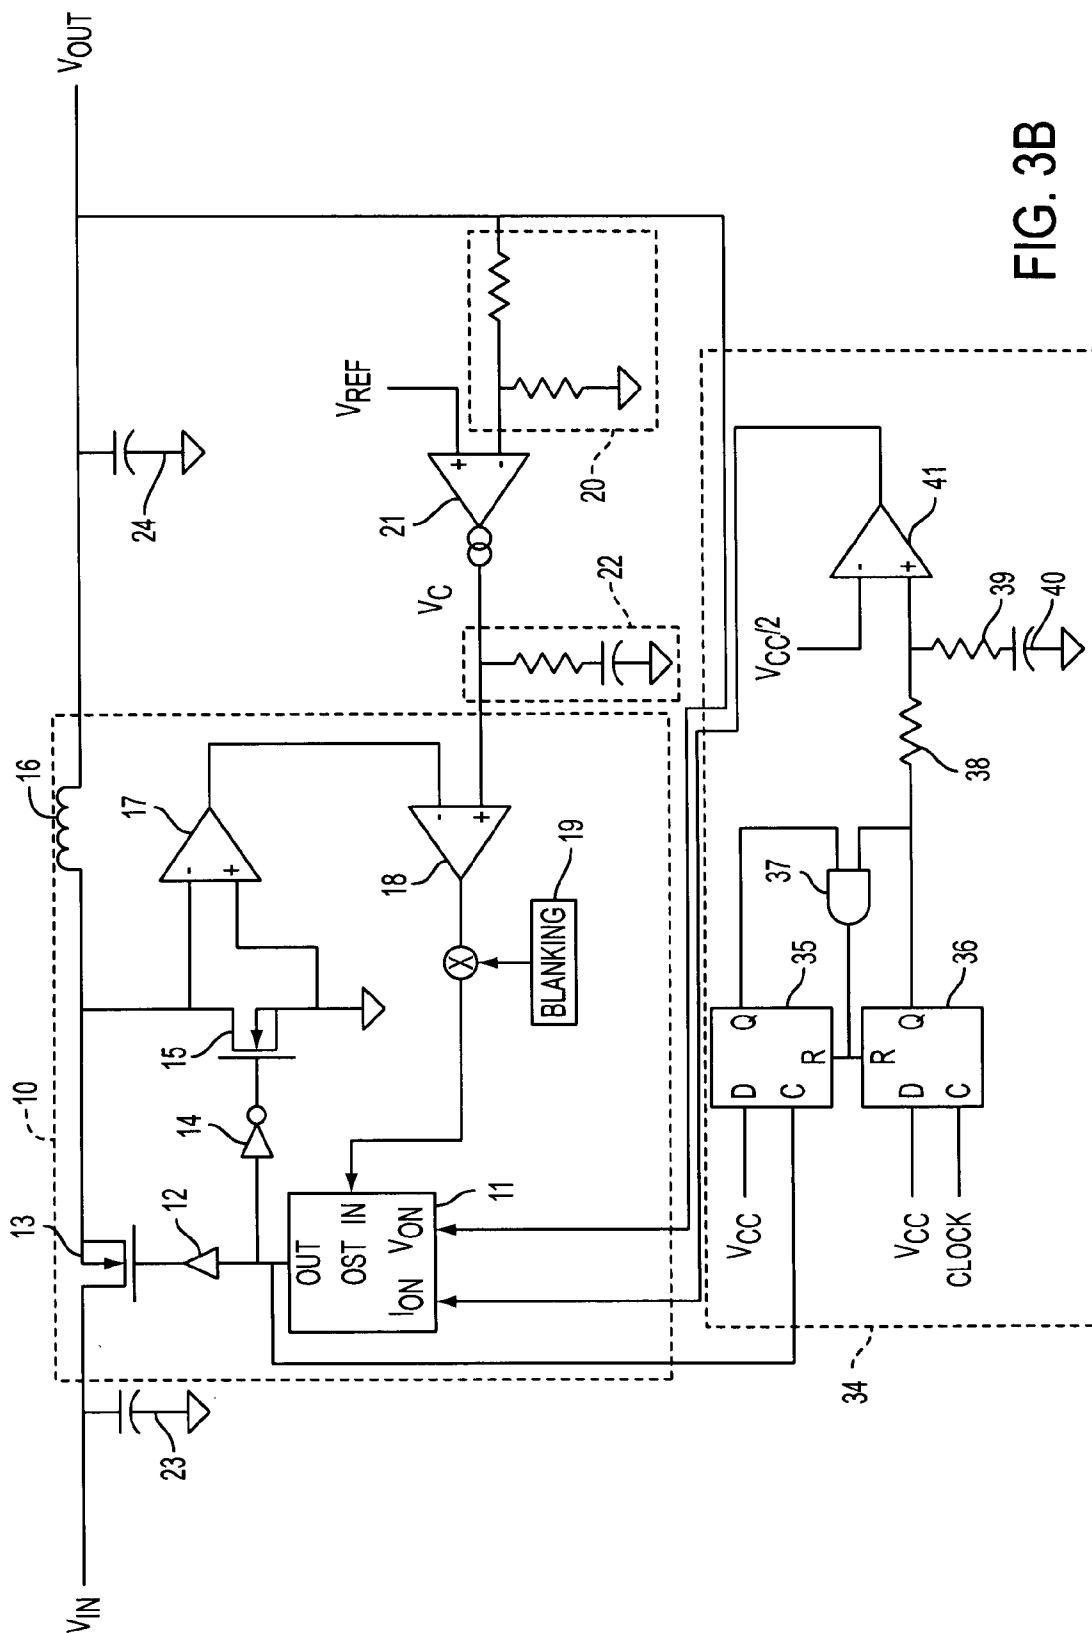 VIN
VOUT
10
13
16
23
24
12
14
15
17
-
+
11
OUT
OST IN
ION
VON
18
-
+
X
BLANKING
19
VC
22
21
+
-
VREF
20
34
VCC
D
Q
C
R
35
VCC
CLOCK
R
D
Q
C
36
37
38
39
40
VCC/2
-
+
41
FIG. 3B